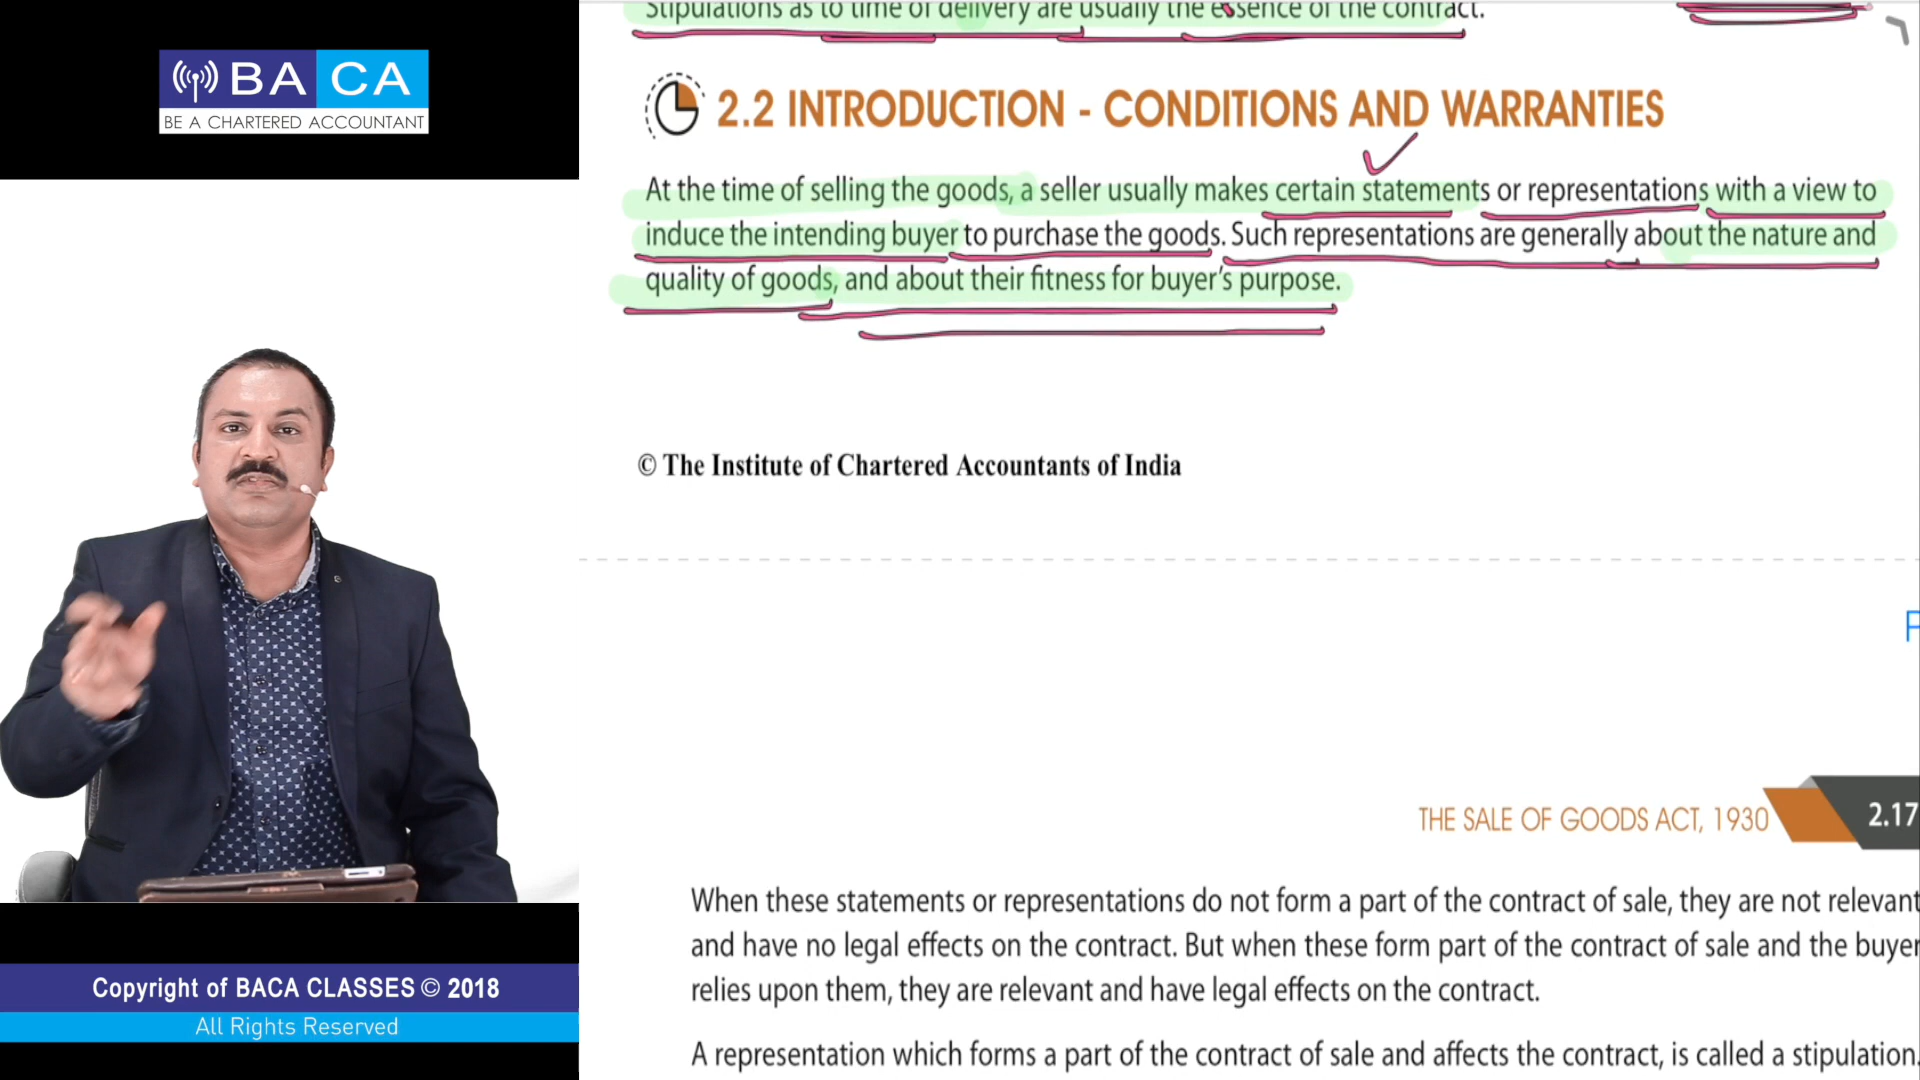 BA CA
BE A CHARTERED ACCOUNTANT
Copyright of BACA CLASSES © 2018
All Rights Reserved
Stipulations as to time of delivery are usually the essence of the contract.
2.2 INTRODUCTION - CONDITIONS AND WARRANTIES
At the time of selling the goods, a seller usually makes certain statements or representations with a view to
induce the intending buyer to purchase the goods. Such representations are generally about the nature and
quality of goods, and about their fitness for buyer's purpose.
© The Institute of Chartered Accountants of India
P
THE SALE OF GOODS ACT, 1930
2.17
When these statements or representations do not form a part of the contract of sale, they are not relevant
and have no legal effects on the contract. But when these form part of the contract of sale and the buyer
relies upon them, they are relevant and have legal effects on the contract.
A representation which forms a part of the contract of sale and affects the contract, is called a stipulation.